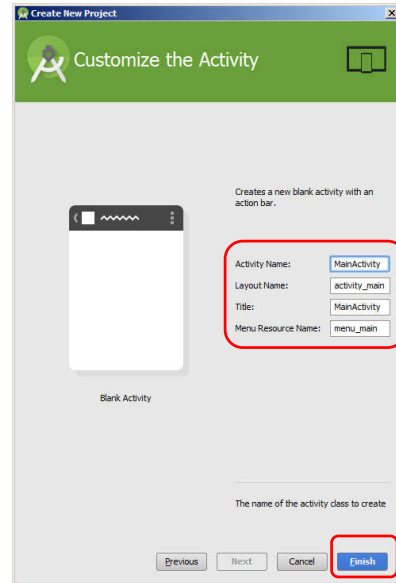 Create New Project
Customize the Activity
Creates a new blank activity with an
action bar.
Activity Name: MainActivity
Layout Name: activity_main
Title: MainActivity
Menu Resource Name: menu_main
Blank Activity
The name of the activity class to create
Previous Next Cancel Finish